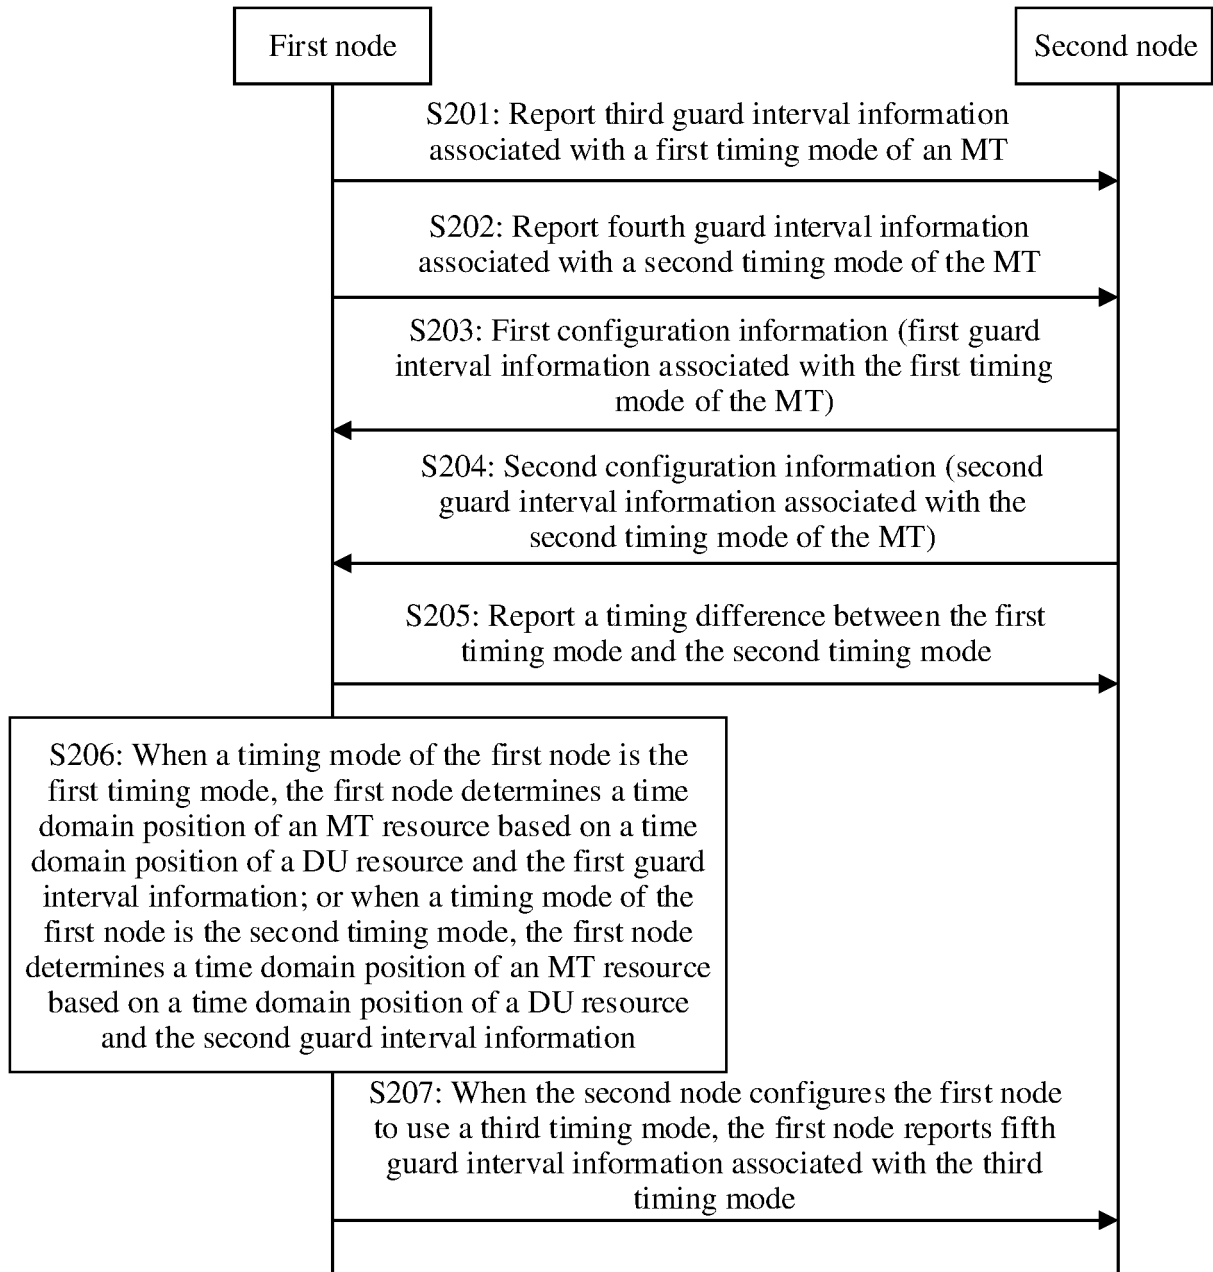 First node
Second node
S201: Report third guard interval information
associated with a first timing mode of an MT
S202: Report fourth guard interval information
associated with a second timing mode of the MT
S203: First configuration information (first guard
interval information associated with the first timing
mode of the MT)
S204: Second configuration information (second
guard interval information associated with the
second timing mode of the MT)
S205: Report a timing difference between the first
timing mode and the second timing mode
S206: When a timing mode of the first node is the
first timing mode, the first node determines a time
domain position of an MT resource based on a time
domain position of a DU resource and the first guard
interval information; or when a timing mode of the
first node is the second timing mode, the first node
determines a time domain position of an MT resource
based on a time domain position of a DU resource
and the second guard interval information
S207: When the second node configures the first node
to use a third timing mode, the first node reports fifth
guard interval information associated with the third
timing mode